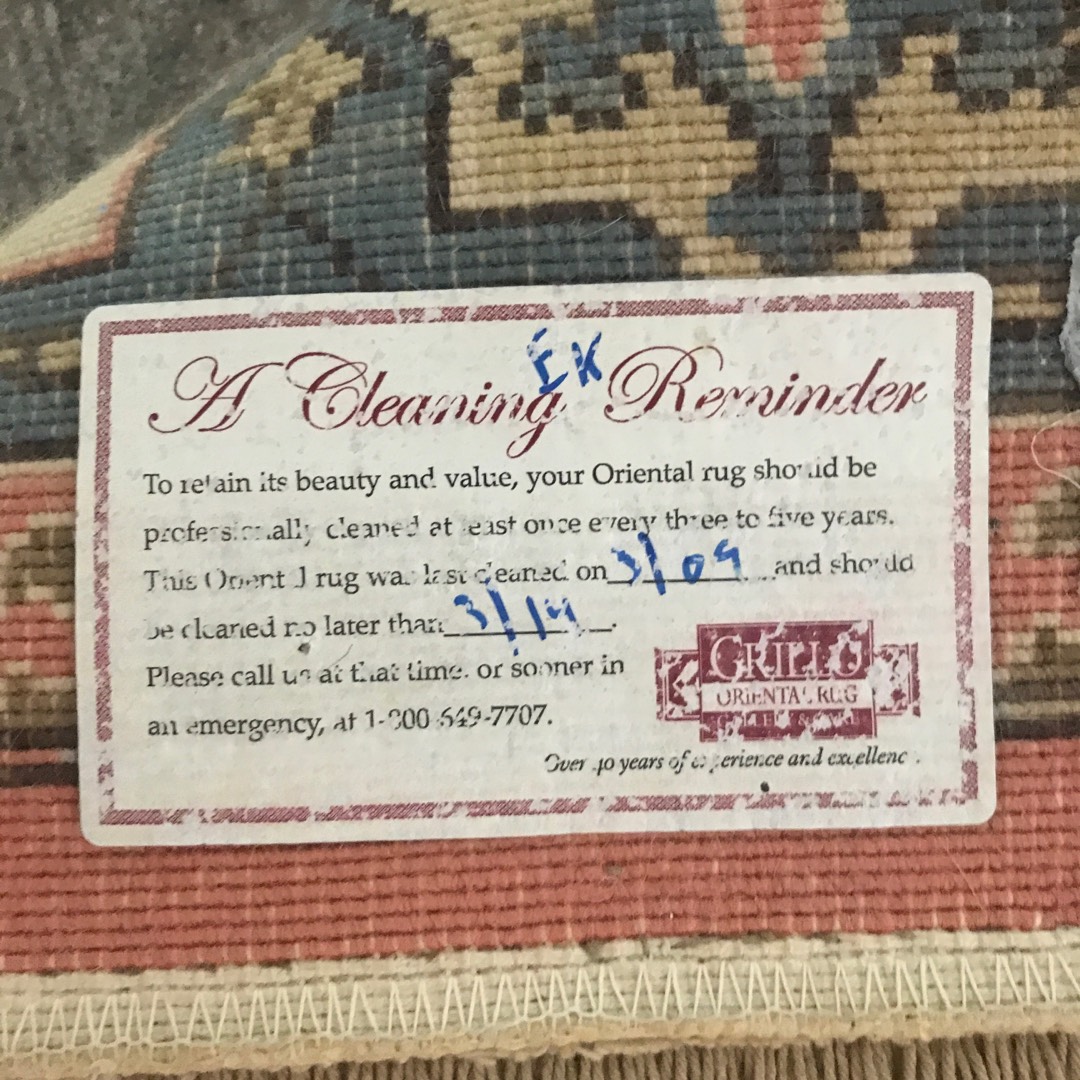 EK
A Cleaning Reminder
To retain its beauty and value, your Oriental rug should be
professionally cleaned at least once every three to five years.
This Oriental rug was last cleaned on 3/09 and should
be cleaned no later than 3/14.
Please call us at that time, or sooner in
an emergency, at 1-800-649-7707.
ORIENTAL RUG
Over 40 years of experience and excellence.